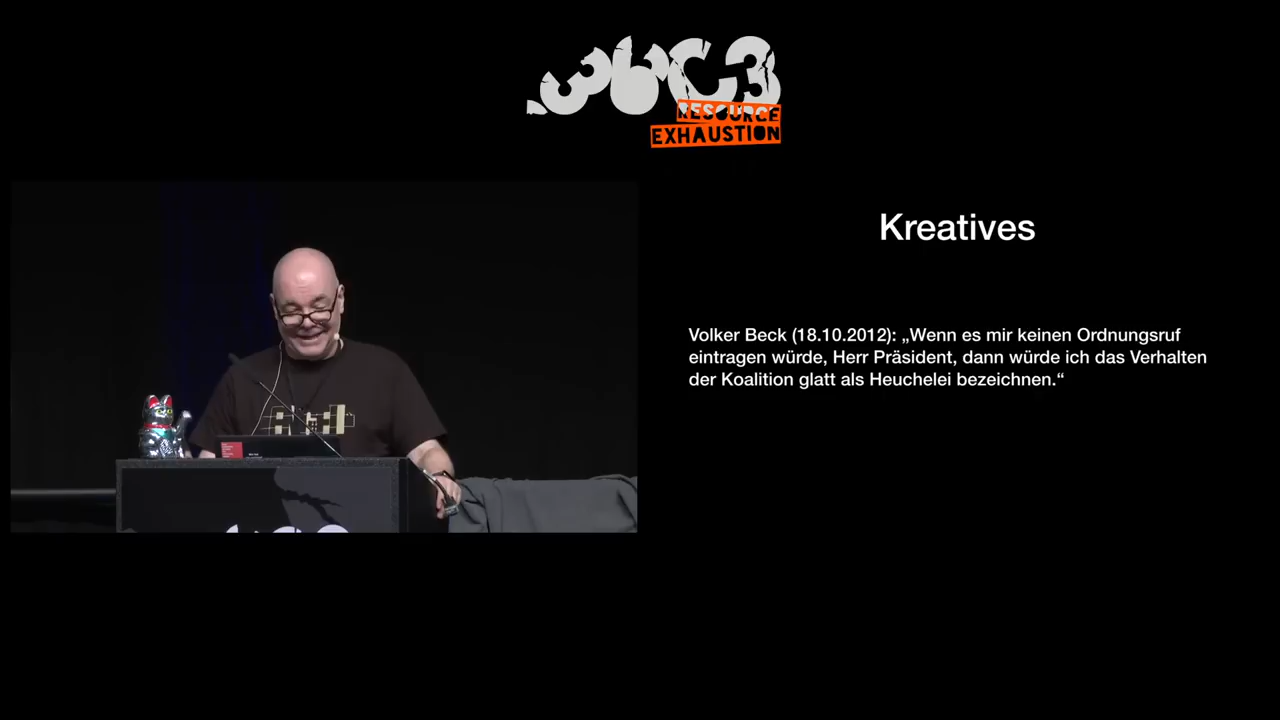 36C3
RESOURCE
EXHAUSTION
Kreatives
Volker Beck (18.10.2012): „Wenn es mir keinen Ordnungsruf
eintragen würde, Herr Präsident, dann würde ich das Verhalten
der Koalition glatt als Heuchelei bezeichnen.“